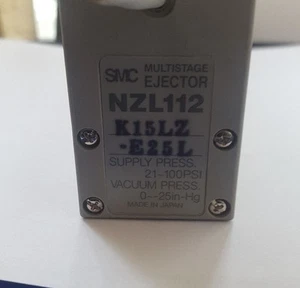 SMC MULTISTAGE EJECTOR
NZL112
K15LZ
-E25L
SUPPLY PRESS.
21~100PSI
VACUUM PRESS.
0~-25in-Hg
MADE IN JAPAN